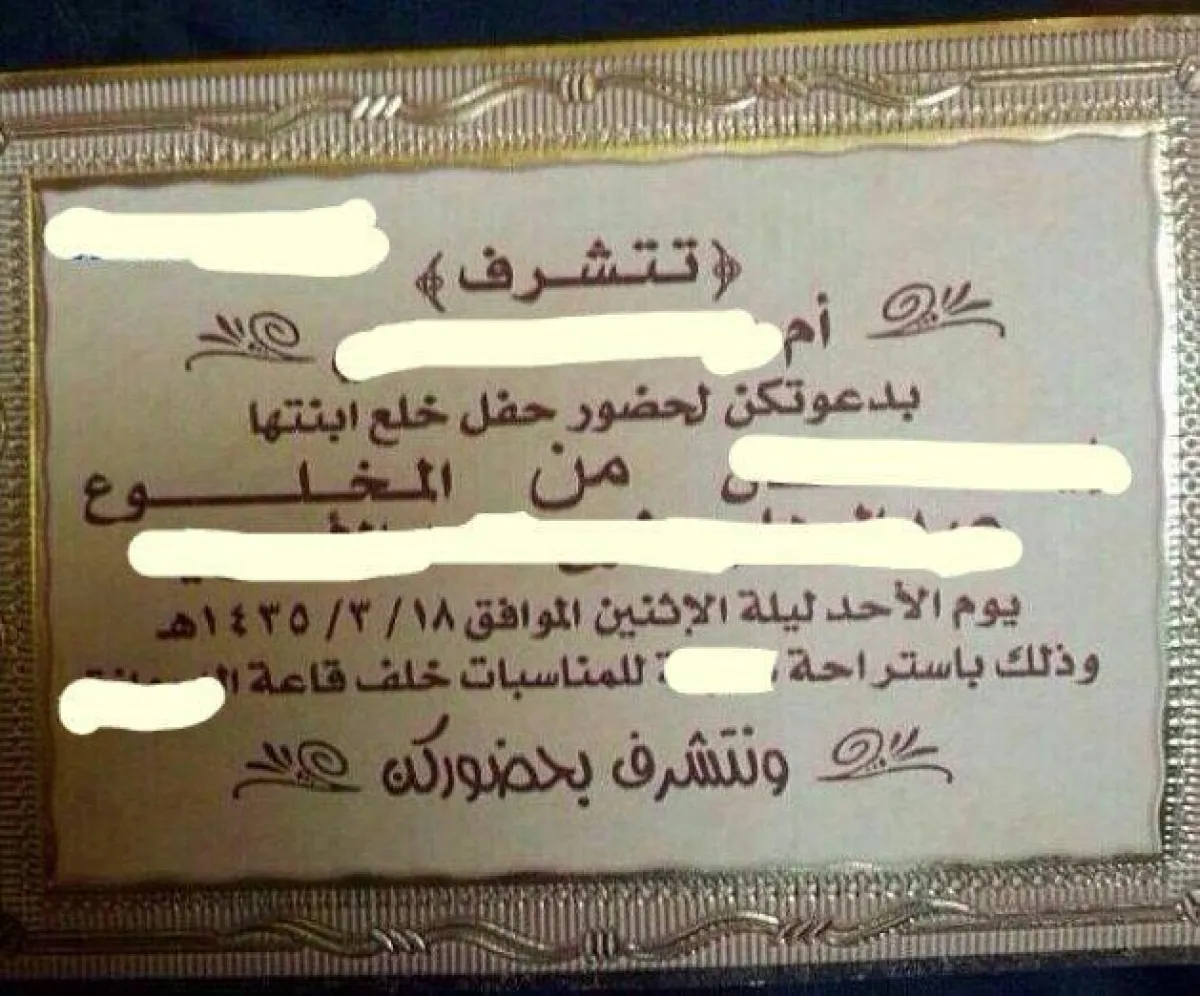 ﴿تتشرف﴾
أم
بدعوتكن لحضور حفل خلع ابنتها
من المخلوع
يوم الأحد ليلة الإثنين الموافق ١٨/ ٣/ ١٤٣٥هـ
وذلك باستراحة للمناسبات خلف قاعة
ونتشرف بحضوركن